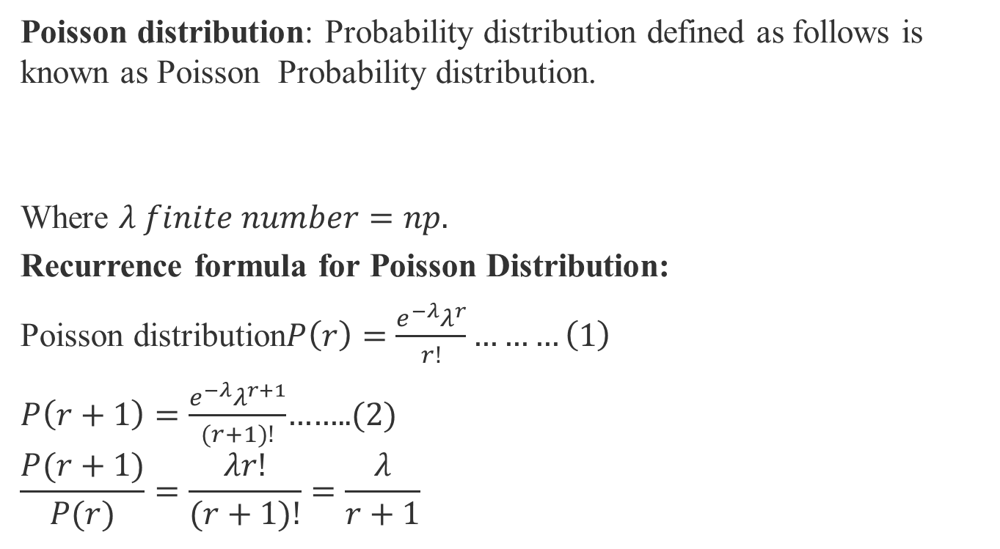 Poisson distribution: Probability distribution defined as follows is
known as Poisson Probability distribution.
Where λ finite number = np.
Recurrence formula for Poisson Distribution:
Poisson distributionP(r) = e^{−λ}λ^r / r! ... ... ... (1)
P(r + 1) = e^{−λ}λ^{r+1} / (r+1)! ........(2)
P(r + 1) / P(r) = λr! / (r + 1)! = λ / r + 1